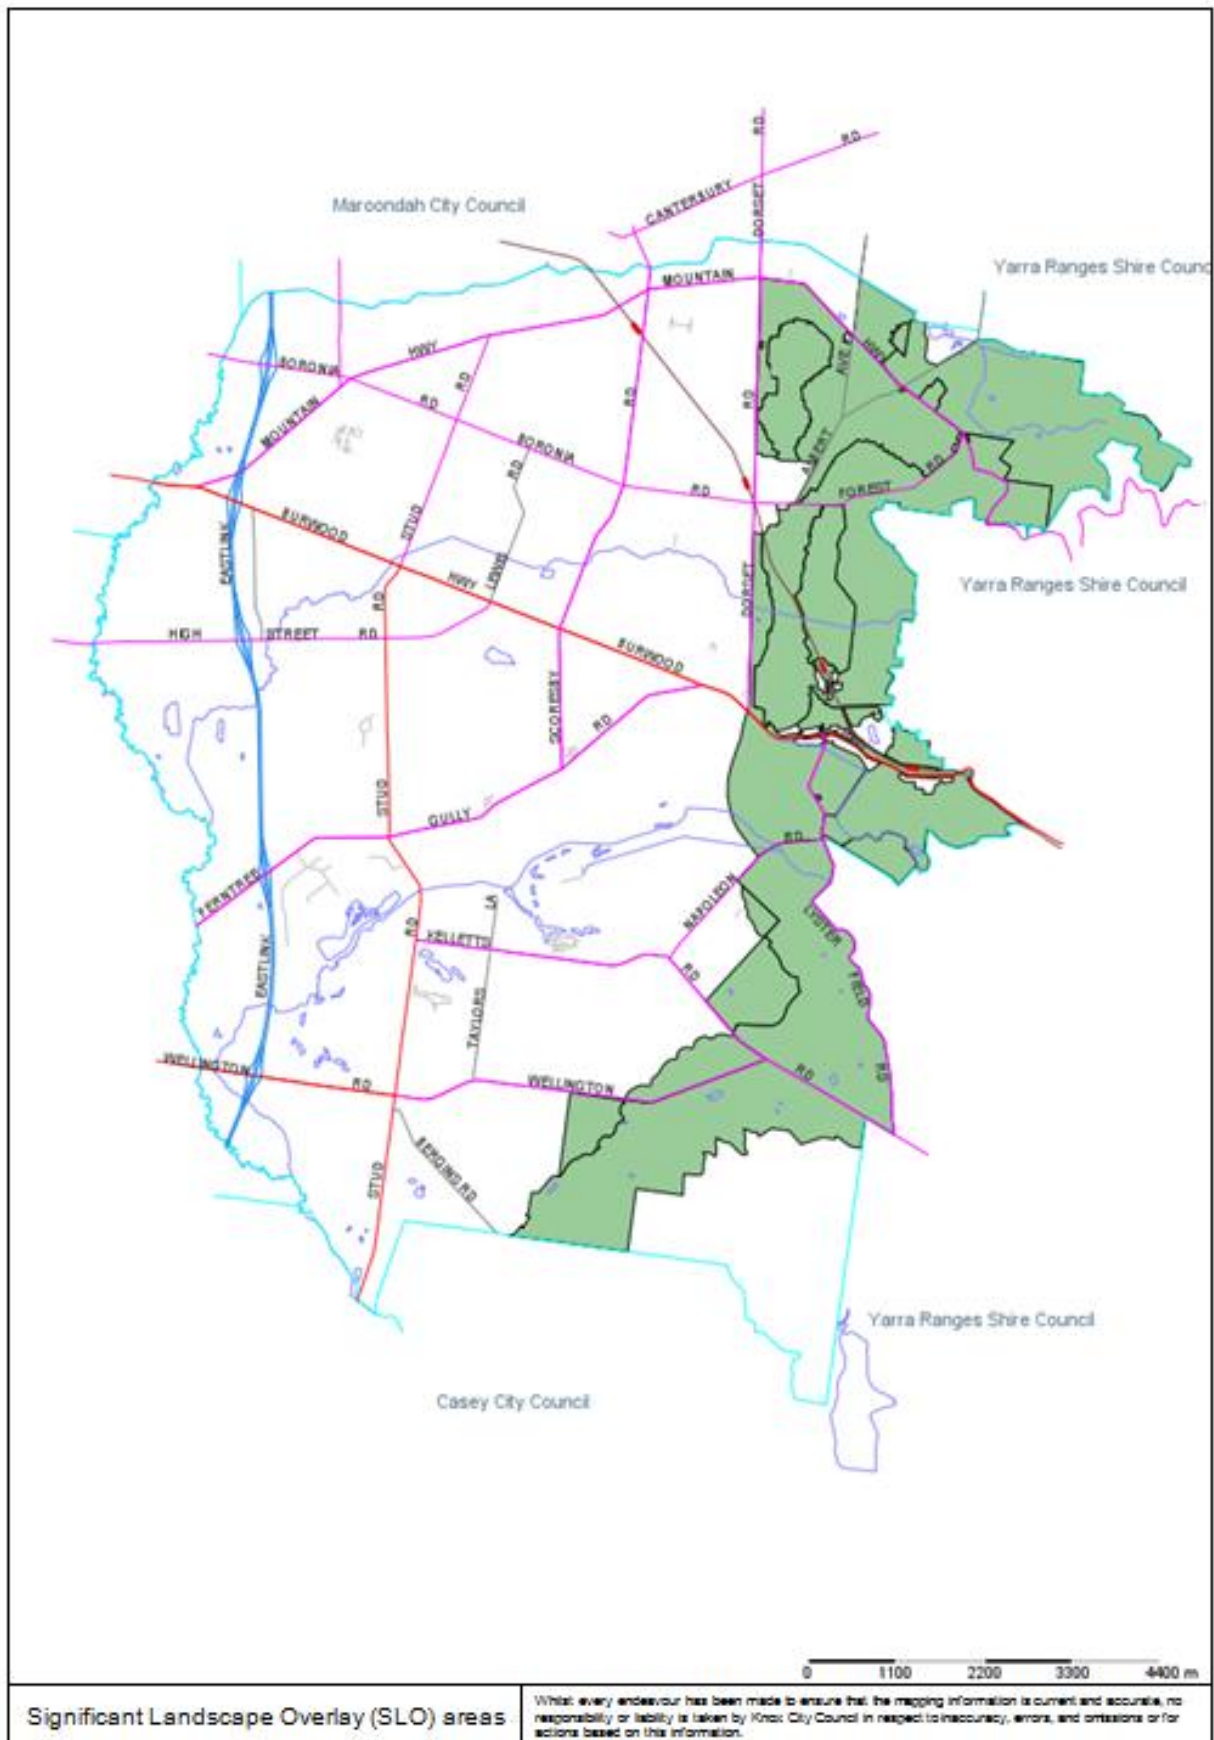 RD
RD
CANTERBURY
DORSET
Maroondah City Council
Yarra Ranges Shire Counc
MOUNTAIN
HWY
BORONIA
HWY
AVE
RD
RD
RD
RD
MOUNTAIN
BORONIA
RD
ALBERT
RD
RD
FOREST
BURWOOD
STUD
EASTLINK
HWY
LEWIS
DORSET
Yarra Ranges Shire Council
RD
HIGH
STREET
RD
BURWOOD
SCORESBY
RD
STUD
GULLY
RD
FERNTREE
NAPOLEON
LA
LYSTER
RD
KELLETTS
EASTLINK
RD
FIELD
TAYLORS
WELLINGTON
RD
WELLINGTON
RD
RD
STUD
BERGINS RD
Yarra Ranges Shire Council
Casey City Council
0 1100 2200 3300 4400 m
Significant Landscape Overlay (SLO) areas
Whilst every endeavour has been made to ensure that the mapping information is current and accurate, no
responsibility or liability is taken by Knox City Council in respect to inaccuracy, errors, and omissions or for
actions based on this information.